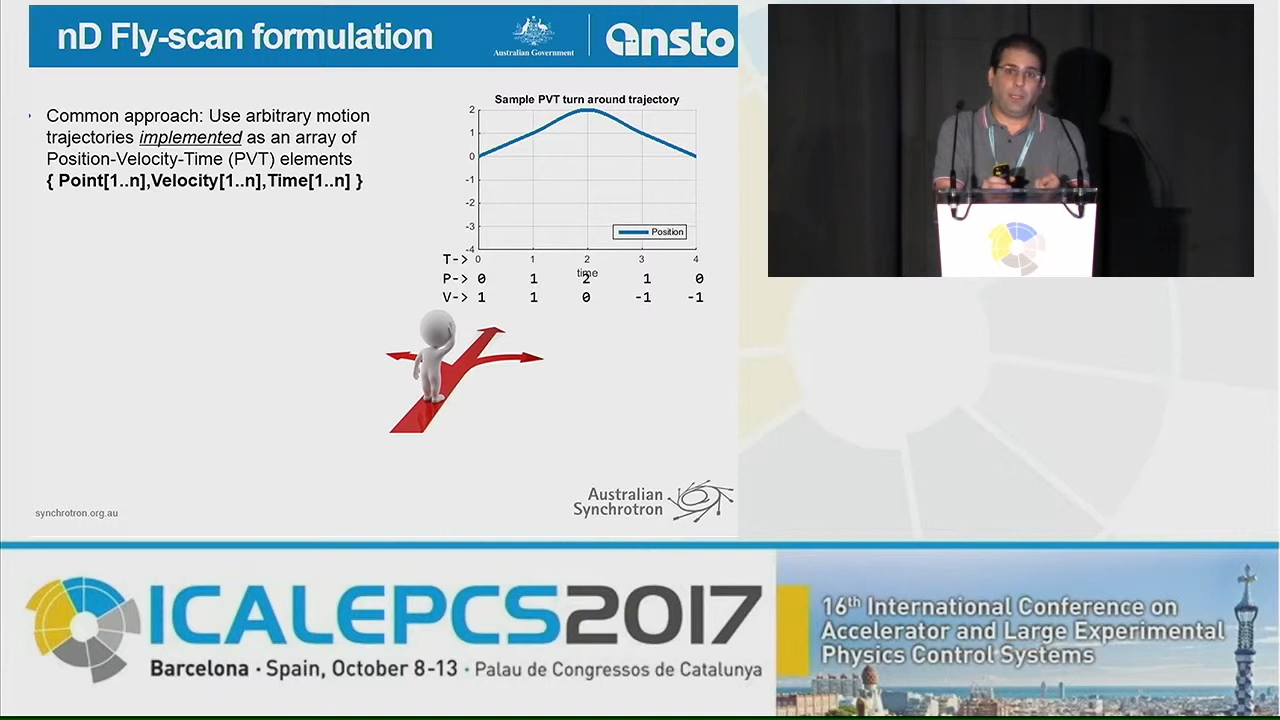 nD Fly-scan formulation
Australian Government
ansto
Common approach: Use arbitrary motion
trajectories implemented as an array of
Position-Velocity-Time (PVT) elements
{ Point[1..n],Velocity[1..n],Time[1..n] }
Sample PVT turn around trajectory
2
1
0
-1
-2
-3
-4
Position
T-> 0 1 2 3 4
time
P-> 0 1 2 1 0
V-> 1 1 0 -1 -1
synchrotron.org.au
Australian
Synchrotron
ICALEPCS2017
Barcelona · Spain, October 8-13 · Palau de Congressos de Catalunya
16th International Conference on
Accelerator and Large Experimental
Physics Control Systems